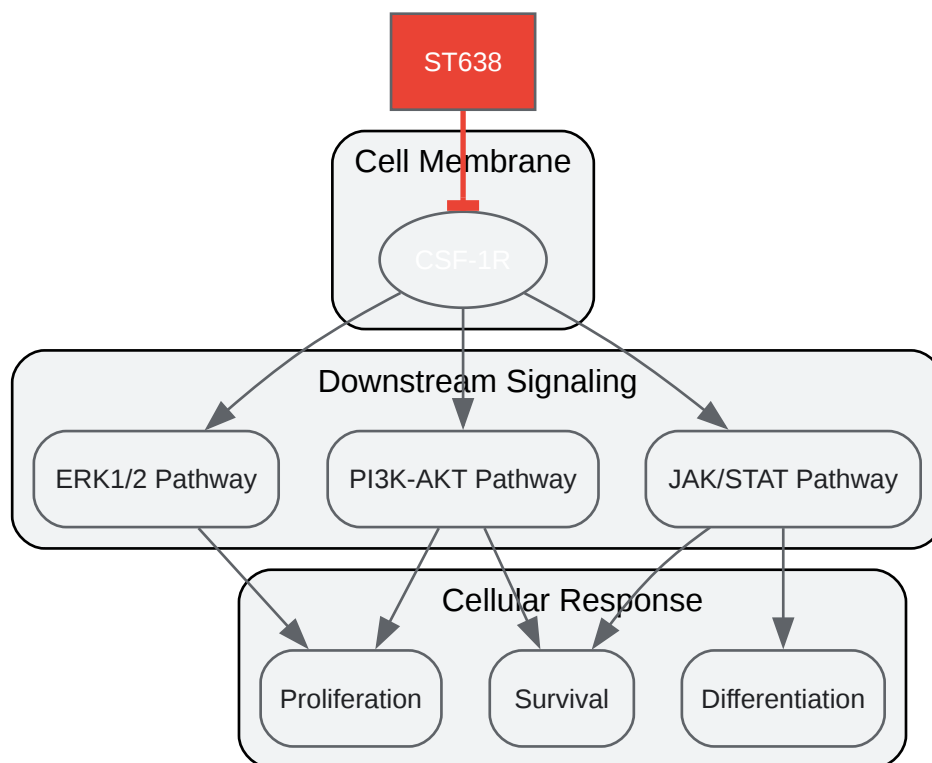 ST638
Cell Membrane
CSF-1R
Downstream Signaling
ERK1/2 Pathway
PI3K-AKT Pathway
JAK/STAT Pathway
Cellular Response
Proliferation
Survival
Differentiation